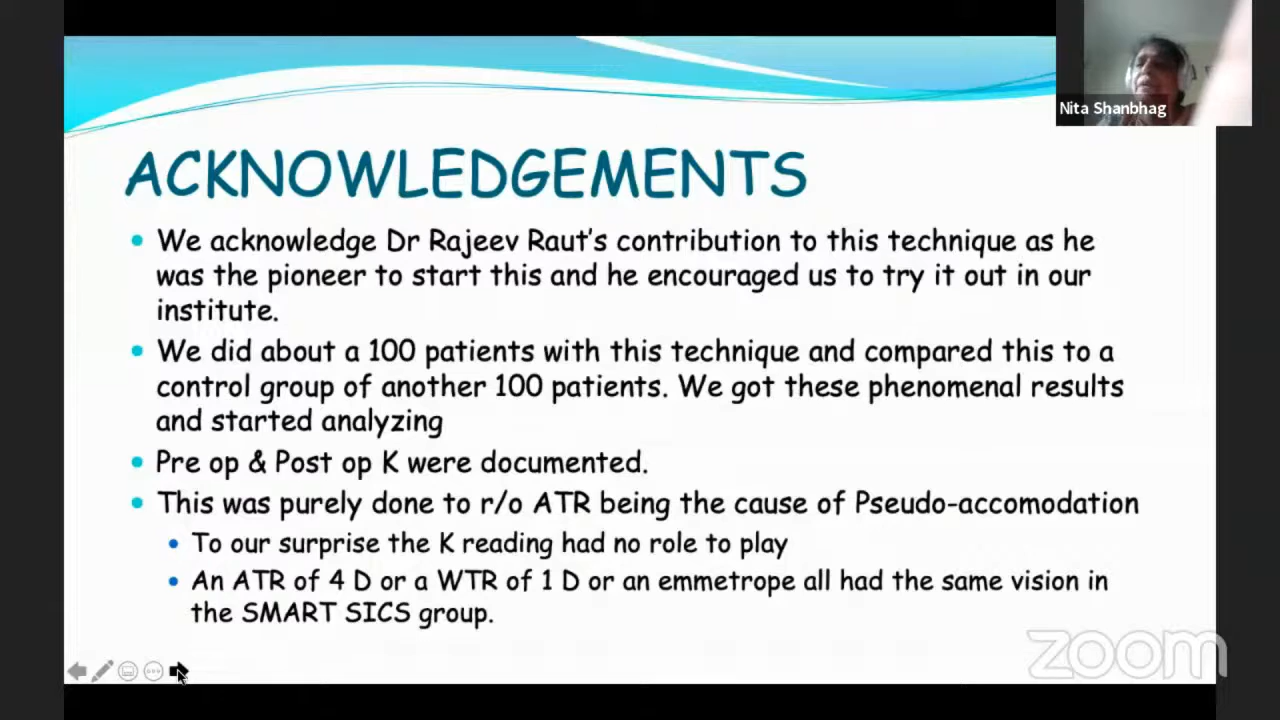 Nita Shanbhag
ACKNOWLEDGEMENTS
We acknowledge Dr Rajeev Raut's contribution to this technique as he
was the pioneer to start this and he encouraged us to try it out in our
institute.
We did about a 100 patients with this technique and compared this to a
control group of another 100 patients. We got these phenomenal results
and started analyzing
Pre op & Post op K were documented.
This was purely done to r/o ATR being the cause of Pseudo-accomodation
To our surprise the K reading had no role to play
An ATR of 4 D or a WTR of 1 D or an emmetrope all had the same vision in
the SMART SICS group.
zoom